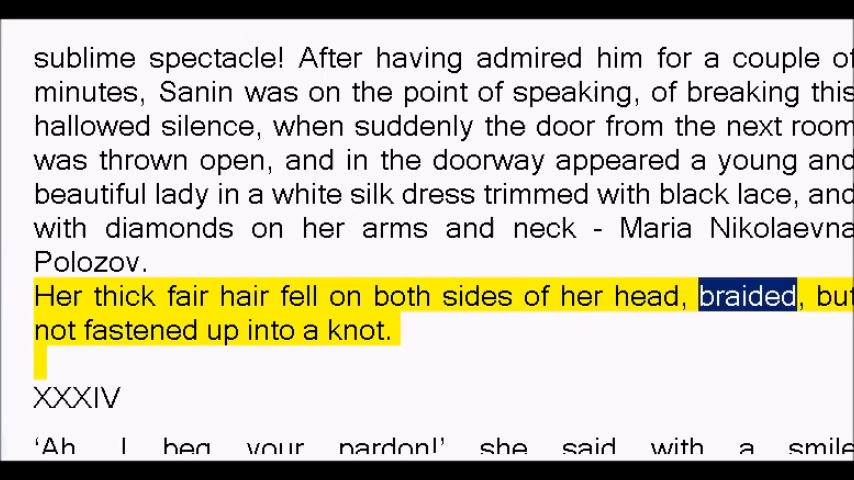 sublime spectacle! After having admired him for a couple of
minutes, Sanin was on the point of speaking, of breaking this
hallowed silence, when suddenly the door from the next room
was thrown open, and in the doorway appeared a young and
beautiful lady in a white silk dress trimmed with black lace, and
with diamonds on her arms and neck - Maria Nikolaevna
Polozov.
Her thick fair hair fell on both sides of her head, braided, but
not fastened up into a knot.
XXXIV
‘Ah, I beg your pardon!’ she said with a smile